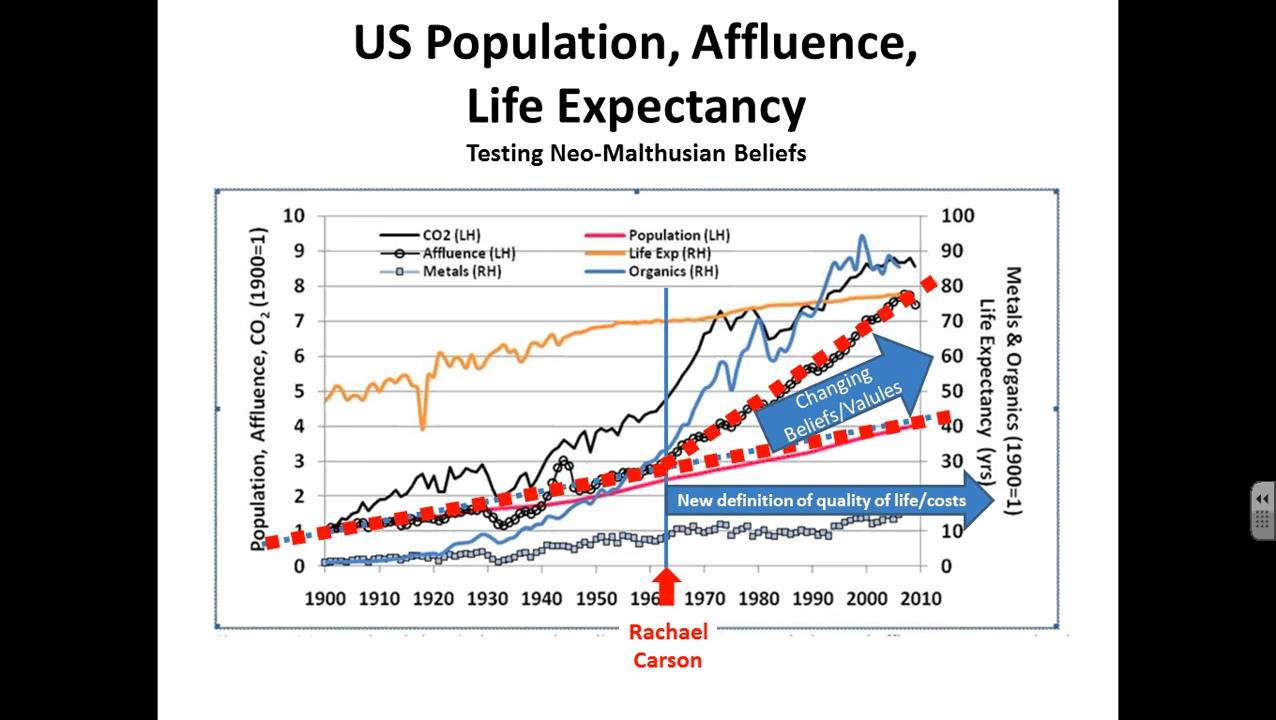 US Population, Affluence,
Life Expectancy
Testing Neo-Malthusian Beliefs
10
9
8
7
6
5
4
3
2
1
0
Population, Affluence, CO2 (1900=1)
CO2 (LH)
Population (LH)
Affluence (LH)
Life Exp (RH)
Metals (RH)
Organics (RH)
100
90
80
70
60
50
40
30
10
0
Metals & Organics (1900=1)
Life Expectancy (yrs)
Changing
Beliefs/Valules
New definition of quality of life/costs
1900 1910 1920 1930 1940 1950 196 1970 1980 1990 2000 2010
Rachael
Carson